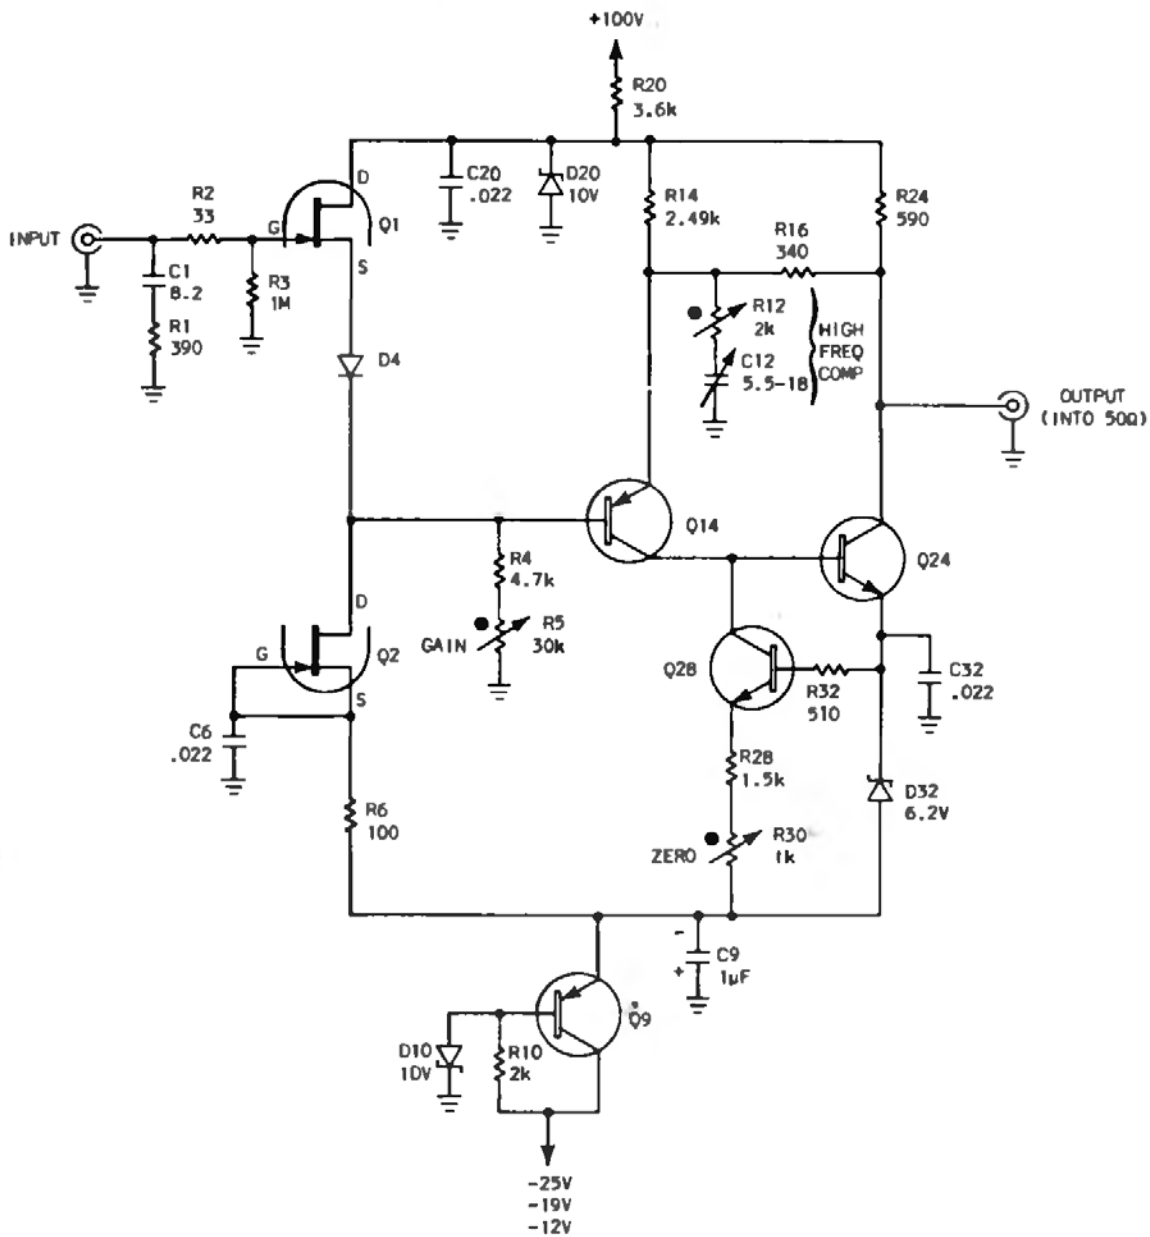 +100V
R20
3.6k
D
C20
.022
D20
10V
R14
2.49k
R24
590
R2
33
G
Q1
INPUT
R16
340
S
C1
8.2
R3
1M
R12
2k
HIGH
FREQ
COMP
R1
390
D4
C12
5.5-18
OUTPUT
(INTO 50Ω)
Q14
R4
4.7k
Q24
D
R5
30k
GAIN
G
Q2
Q28
R32
510
C32
.022
S
C6
.022
R28
1.5k
D32
6.2V
R6
100
R30
1k
ZERO
-
C9
1µF
+
Q9
D10
10V
R10
2k
-25V
-19V
-12V